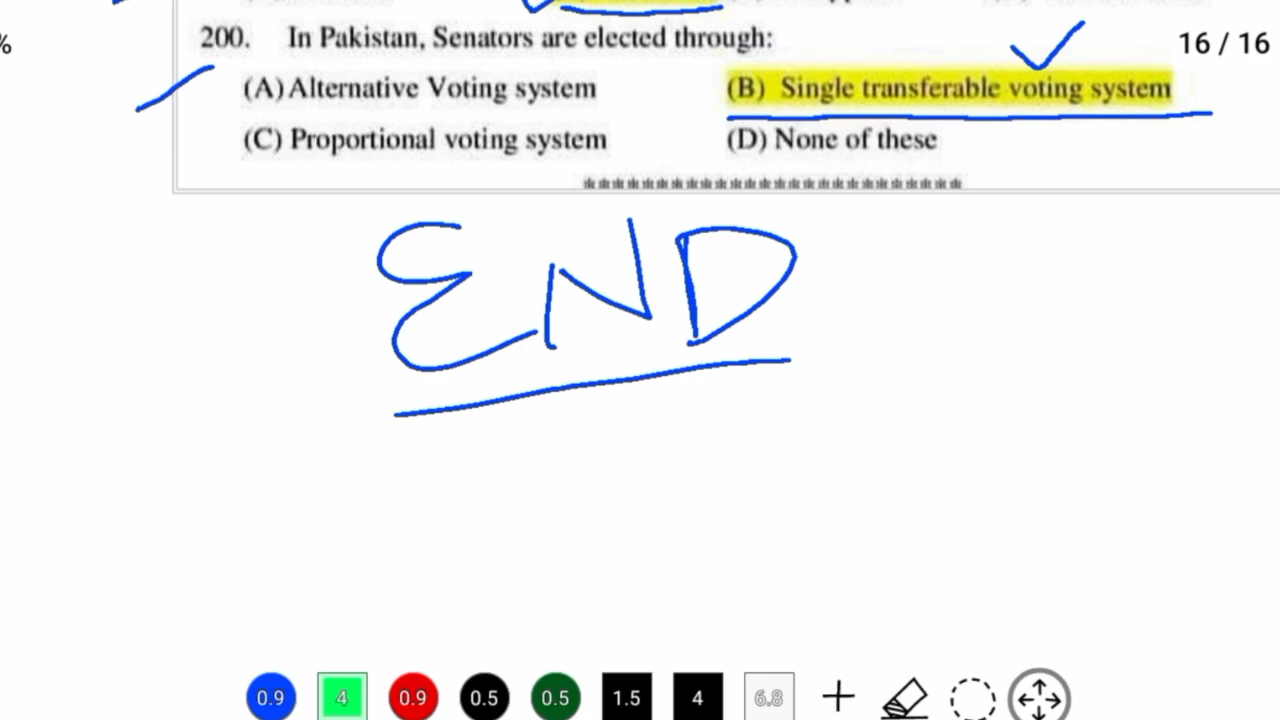 %
200. In Pakistan, Senators are elected through:
16 / 16
(A) Alternative Voting system (B) Single transferable voting system
(C) Proportional voting system (D) None of these
**************************
END
0.9 4 0.9 0.5 0.5 1.5 4 6.8 +